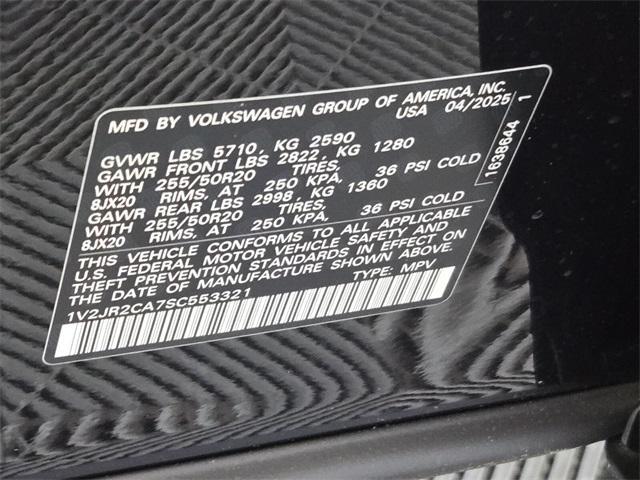 MFD BY VOLKSWAGEN GROUP OF AMERICA, INC.
USA 04/2025
GVWR LBS 5710, KG 2590
GAWR FRONT LBS 2822, KG 1280
WITH 255/50R20 TIRES,
8JX20 RIMS, AT 250 KPA, 36 PSI COLD
GAWR REAR LBS 2998, KG 1360
WITH 255/50R20 TIRES,
8JX20 RIMS, AT 250 KPA, 36 PSI COLD
THIS VEHICLE CONFORMS TO ALL APPLICABLE
U.S. FEDERAL MOTOR VEHICLE SAFETY AND
THEFT PREVENTION STANDARDS IN EFFECT ON
THE DATE OF MANUFACTURE SHOWN ABOVE.
1V2JR2CA7SC553321 TYPE: MPV
1638644 1